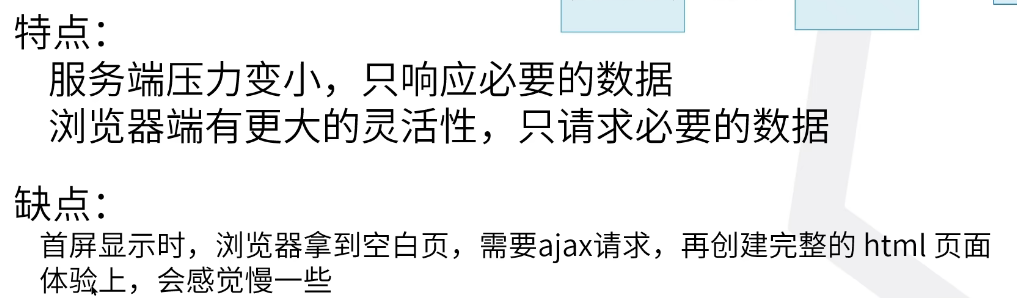 特点：
服务端压力变小，只响应必要的数据
浏览器端有更大的灵活性，只请求必要的数据
缺点：
首屏显示时，浏览器拿到空白页，需要ajax请求，再创建完整的 html 页面
体验上，会感觉慢一些